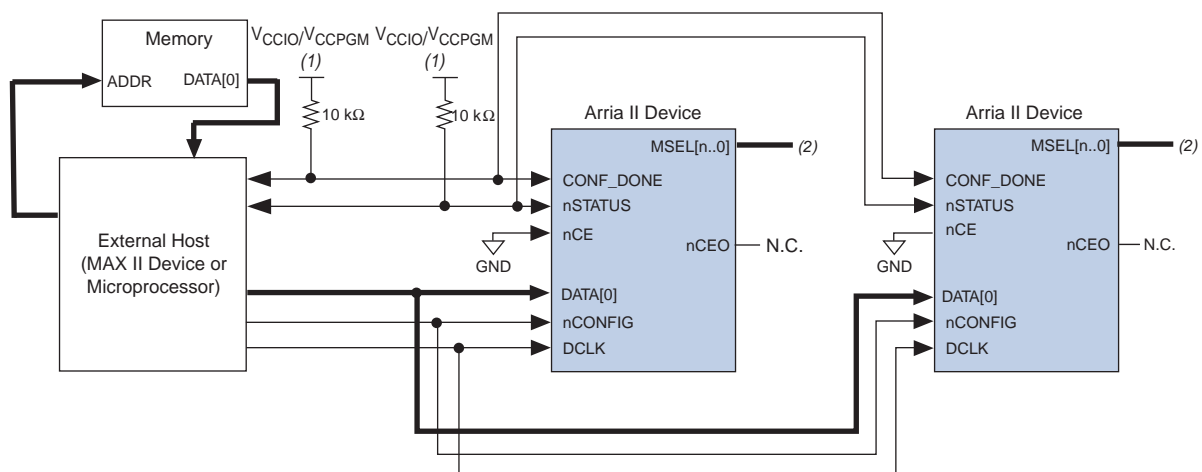 Memory
ADDR
DATA[0]
VCCIO/VCCPGM
(1)
10 kΩ
VCCIO/VCCPGM
(1)
10 kΩ
External Host
(MAX II Device or
Microprocessor)
Arria II Device
MSEL[n..0]
(2)
CONF_DONE
nSTATUS
nCE
GND
nCEO
N.C.
DATA[0]
nCONFIG
DCLK
Arria II Device
MSEL[n..0]
(2)
CONF_DONE
nSTATUS
nCE
GND
nCEO
N.C.
DATA[0]
nCONFIG
DCLK